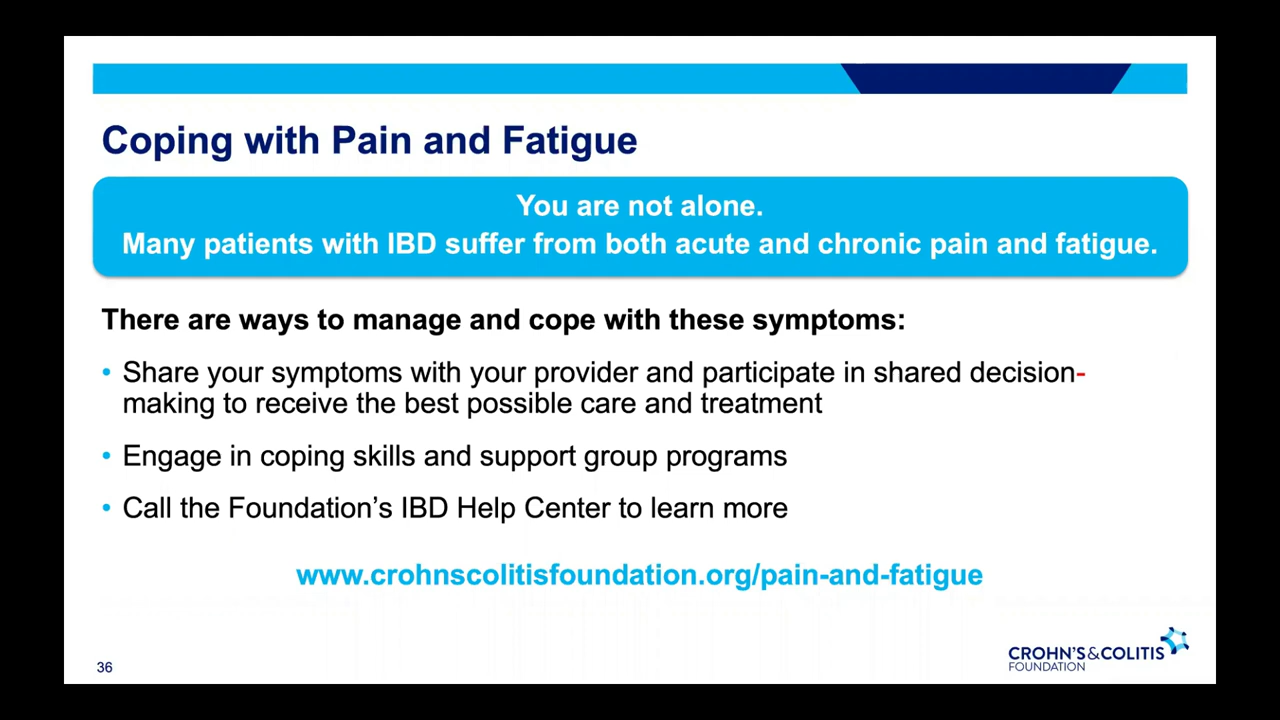 Coping with Pain and Fatigue
You are not alone.
Many patients with IBD suffer from both acute and chronic pain and fatigue.
There are ways to manage and cope with these symptoms:
• Share your symptoms with your provider and participate in shared decision-
making to receive the best possible care and treatment
• Engage in coping skills and support group programs
• Call the Foundation’s IBD Help Center to learn more
www.crohnscolitisfoundation.org/pain-and-fatigue
36
CROHN'S&COLITIS
FOUNDATION